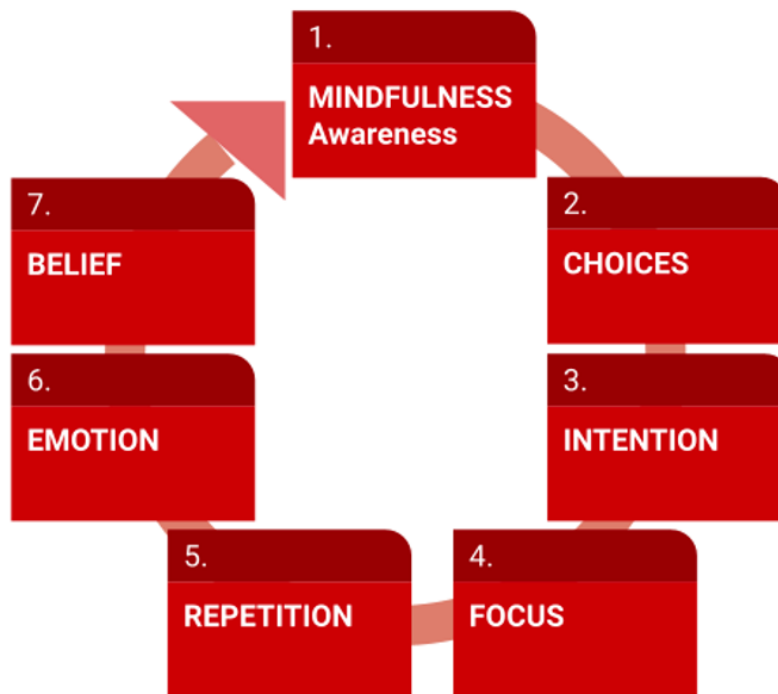 1.
MINDFULNESS
Awareness
2.
CHOICES
3.
INTENTION
4.
FOCUS
5.
REPETITION
6.
EMOTION
7.
BELIEF